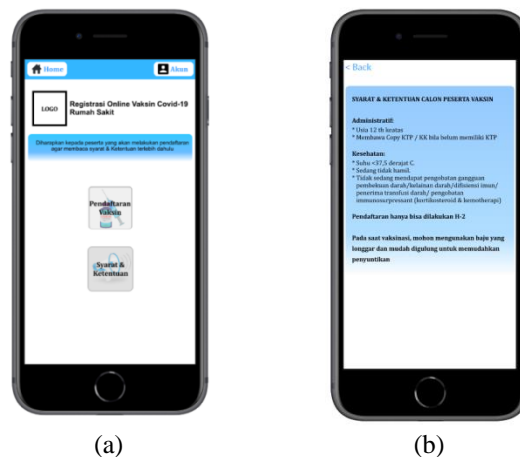 Home
Akun
LOGO
Registrasi Online Vaksin Covid-19
Rumah Sakit
Diharapkan kepada peserta yang akan melakukan pendaftaran
agar membaca syarat & Ketentuan terlebih dahulu
Pendaftaran
Vaksin
Syarat &
Ketentuan
(a)
< Back
SYARAT & KETENTUAN CALON PESERTA VAKSIN
Administratif:
* Usia 12 th keatas
* Membawa Copy KTP / KK bila belum memiliki KTP
Kesehatan:
* Suhu <37,5 derajat C.
* Sedang tidak hamil.
* Tidak sedang mendapat pengobatan gangguan
pembekuan darah/kelainan darah/difisiensi imun/
penerima transfusi darah/ pengobatan
immunosurpressant (kortikosteroid & kemotherapi)
Pendaftaran hanya bisa dilakukan H-2
Pada saat vaksinasi, mohon mengunakan baju yang
longgar dan mudah digulung untuk memudahkan
penyuntikan
(b)